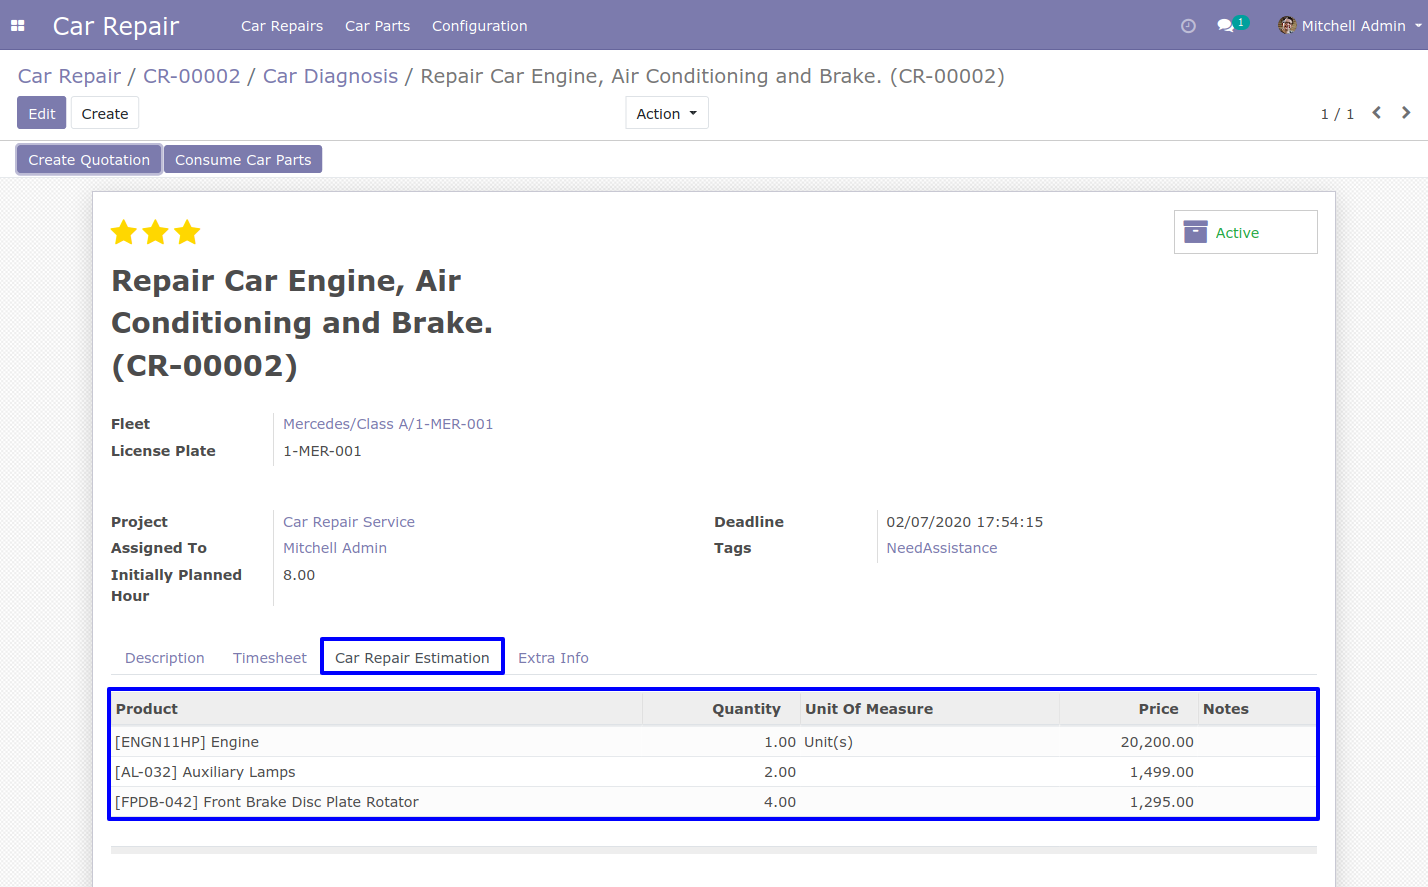 Car Repair Car Repairs Car Parts Configuration 1 Mitchell Admin
Car Repair / CR-00002 / Car Diagnosis / Repair Car Engine, Air Conditioning and Brake. (CR-00002)
Edit Create Action 1 / 1
Create Quotation Consume Car Parts
Active
Repair Car Engine, Air
Conditioning and Brake.
(CR-00002)
Fleet Mercedes/Class A/1-MER-001
License Plate 1-MER-001
Project Car Repair Service Deadline 02/07/2020 17:54:15
Assigned To Mitchell Admin Tags NeedAssistance
Initially Planned 8.00
Hour
Description Timesheet Car Repair Estimation Extra Info
Product Quantity Unit Of Measure Price Notes
[ENGN11HP] Engine 1.00 Unit(s) 20,200.00
[AL-032] Auxiliary Lamps 2.00 1,499.00
[FPDB-042] Front Brake Disc Plate Rotator 4.00 1,295.00